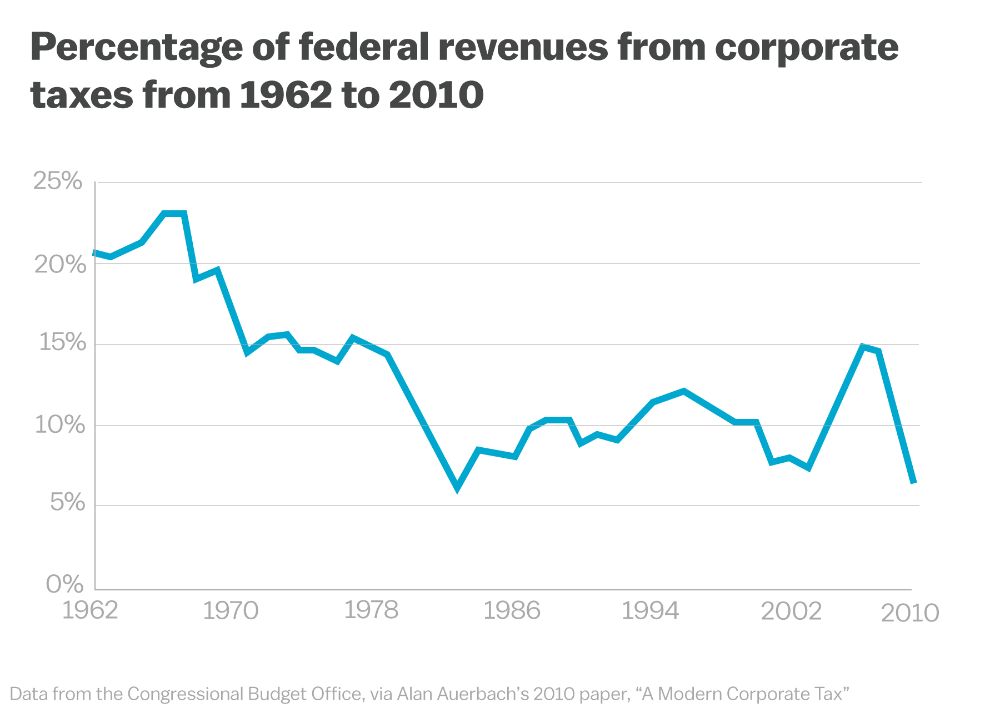 Percentage of federal revenues from corporate
taxes from 1962 to 2010
25%
20%
15%
10%
5%
0%
1962 1970 1978 1986 1994 2002 2010
Data from the Congressional Budget Office, via Alan Auerbach’s 2010 paper, “A Modern Corporate Tax”